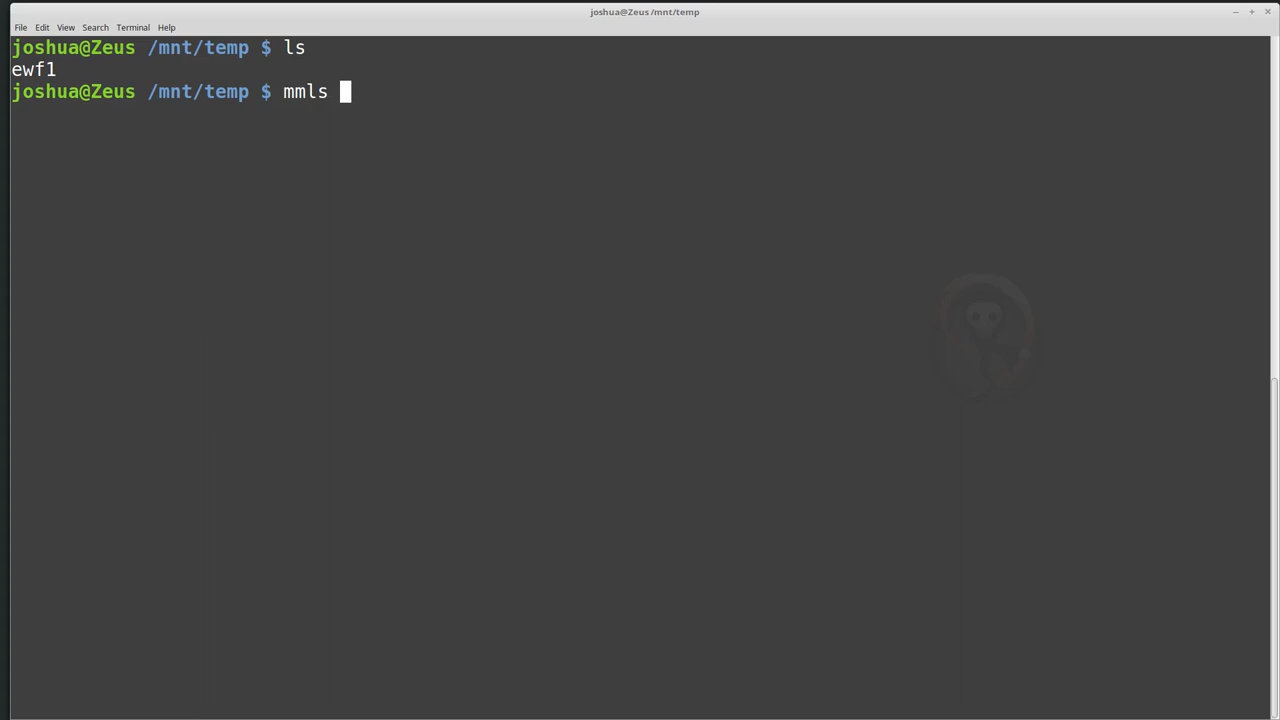 joshua@Zeus /mnt/temp
File Edit View Search Terminal Help
joshua@Zeus /mnt/temp $ ls
ewf1
joshua@Zeus /mnt/temp $ mmls